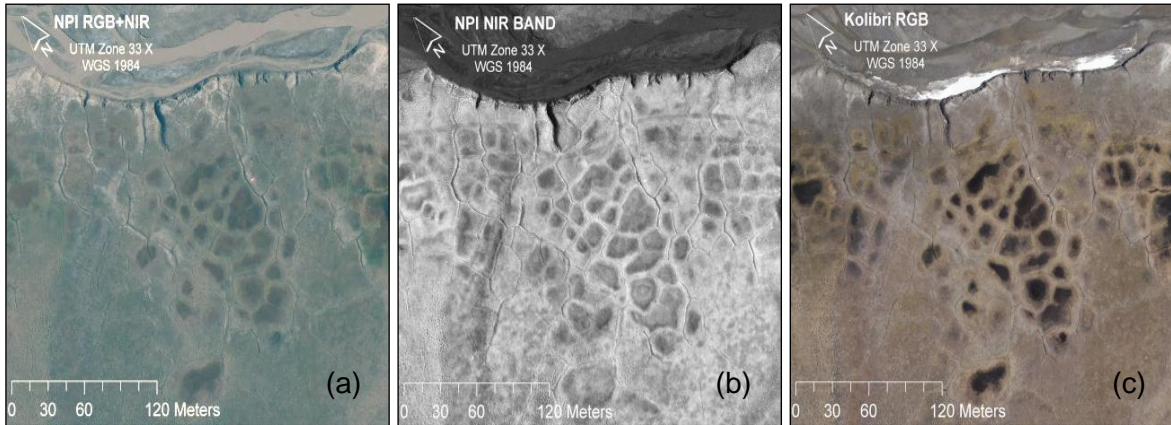 NPI RGB+NIR
N
UTM Zone 33 X
WGS 1984
(a)
0 30 60 120 Meters
NPI NIR BAND
N
UTM Zone 33 X
WGS 1984
(b)
0 30 60 120 Meters
Kolibri RGB
N
UTM Zone 33 X
WGS 1984
(c)
0 30 60 120 Meters